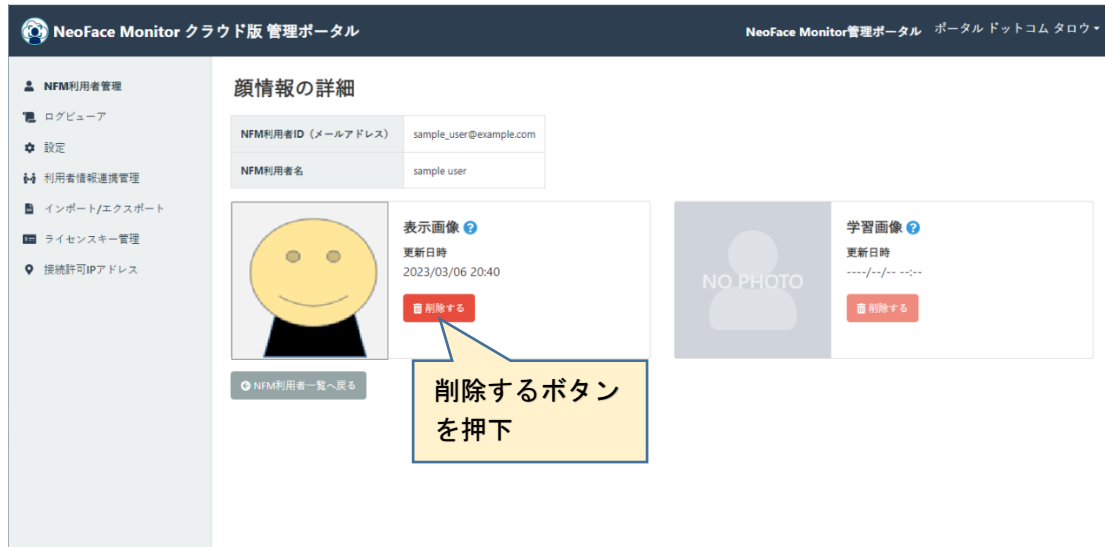 NeoFace Monitor クラウド版 管理ポータル
NeoFace Monitor管理ポータル ポータル ドットコム タロウ
NFM利用者管理
ログビューア
設定
利用者情報連携管理
インポート/エクスポート
ライセンスキー管理
接続許可IPアドレス
顔情報の詳細
NFM利用者ID（メールアドレス） sample_user@example.com
NFM利用者名 sample user
表示画像
更新日時
2023/03/06 20:40
削除する
NO PHOTO
学習画像
更新日時
----/--/-- --:--
削除する
NFM利用者一覧へ戻る
削除するボタン
を押下